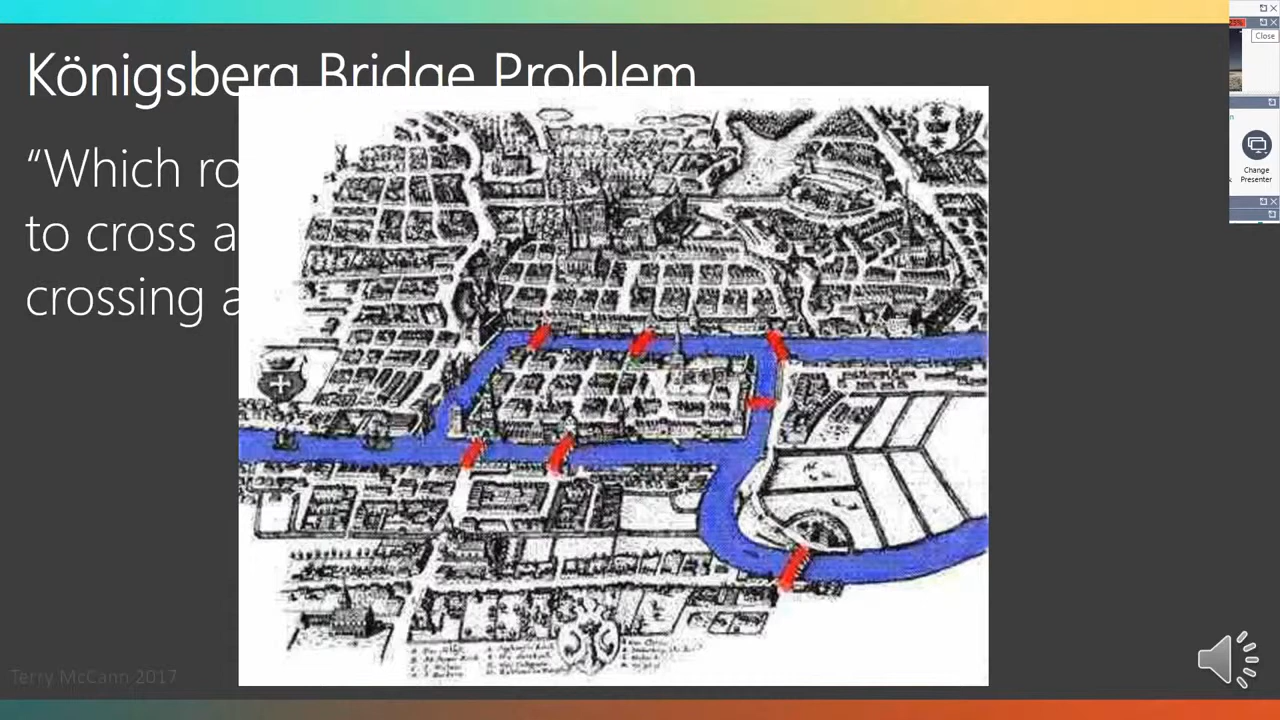 Königsberg Bridge Problem
“Which ro
to cross a
crossing a
Terry McCann 2017
Close
Change
Presenter